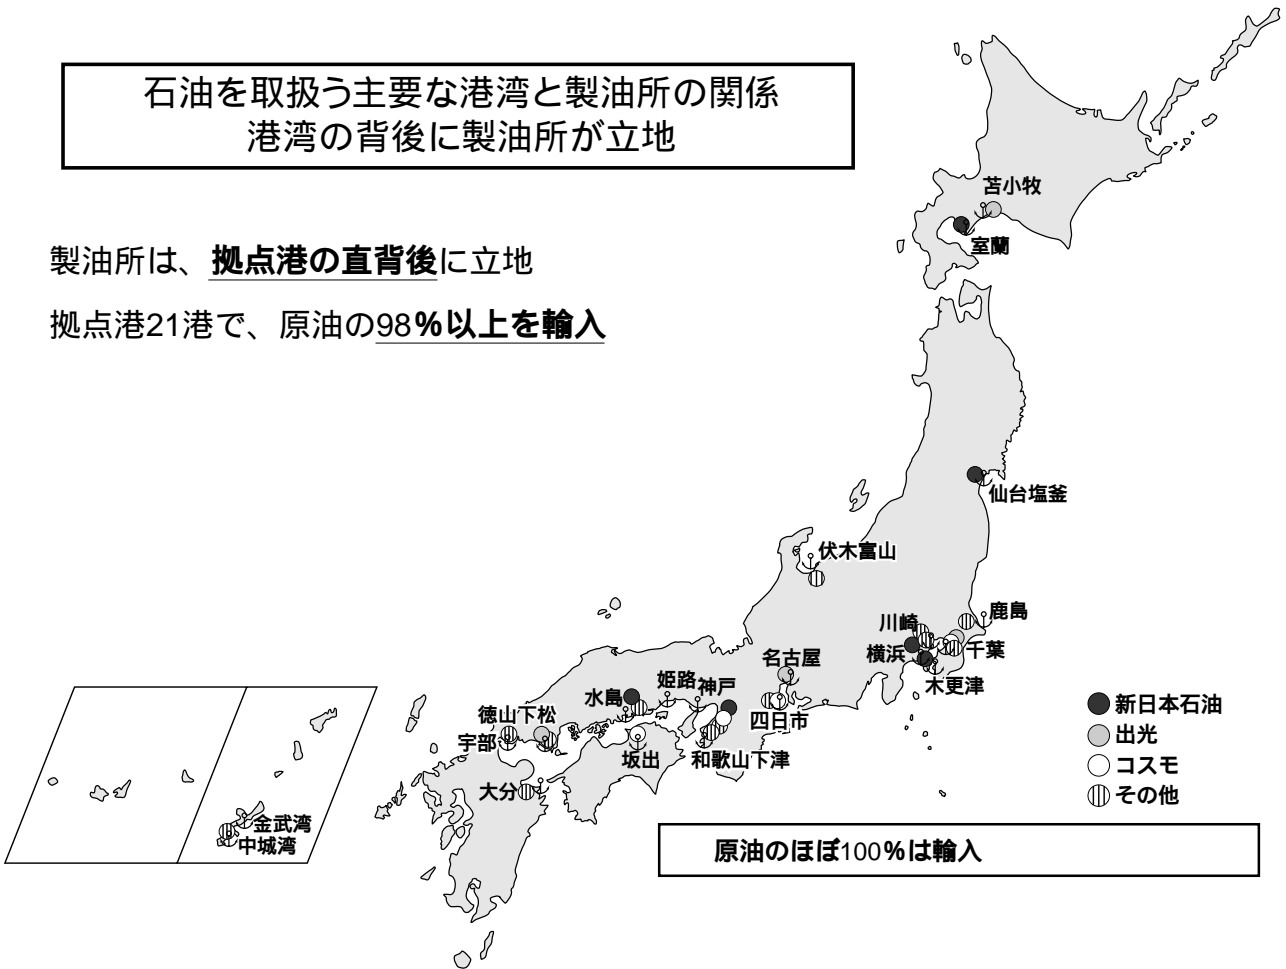 石油を取扱う主要な港湾と製油所の関係
港湾の背後に製油所が立地
製油所は、拠点港の直背後に立地
拠点港21港で、原油の98%以上を輸入
苫小牧
室蘭
仙台塩釜
伏木富山
鹿島
川崎
千葉
横浜
木更津
名古屋
四日市
姫路
神戸
水島
徳山下松
宇部
坂出
和歌山下津
大分
金武湾
中城湾
新日本石油
出光
コスモ
その他
原油のほぼ100%は輸入